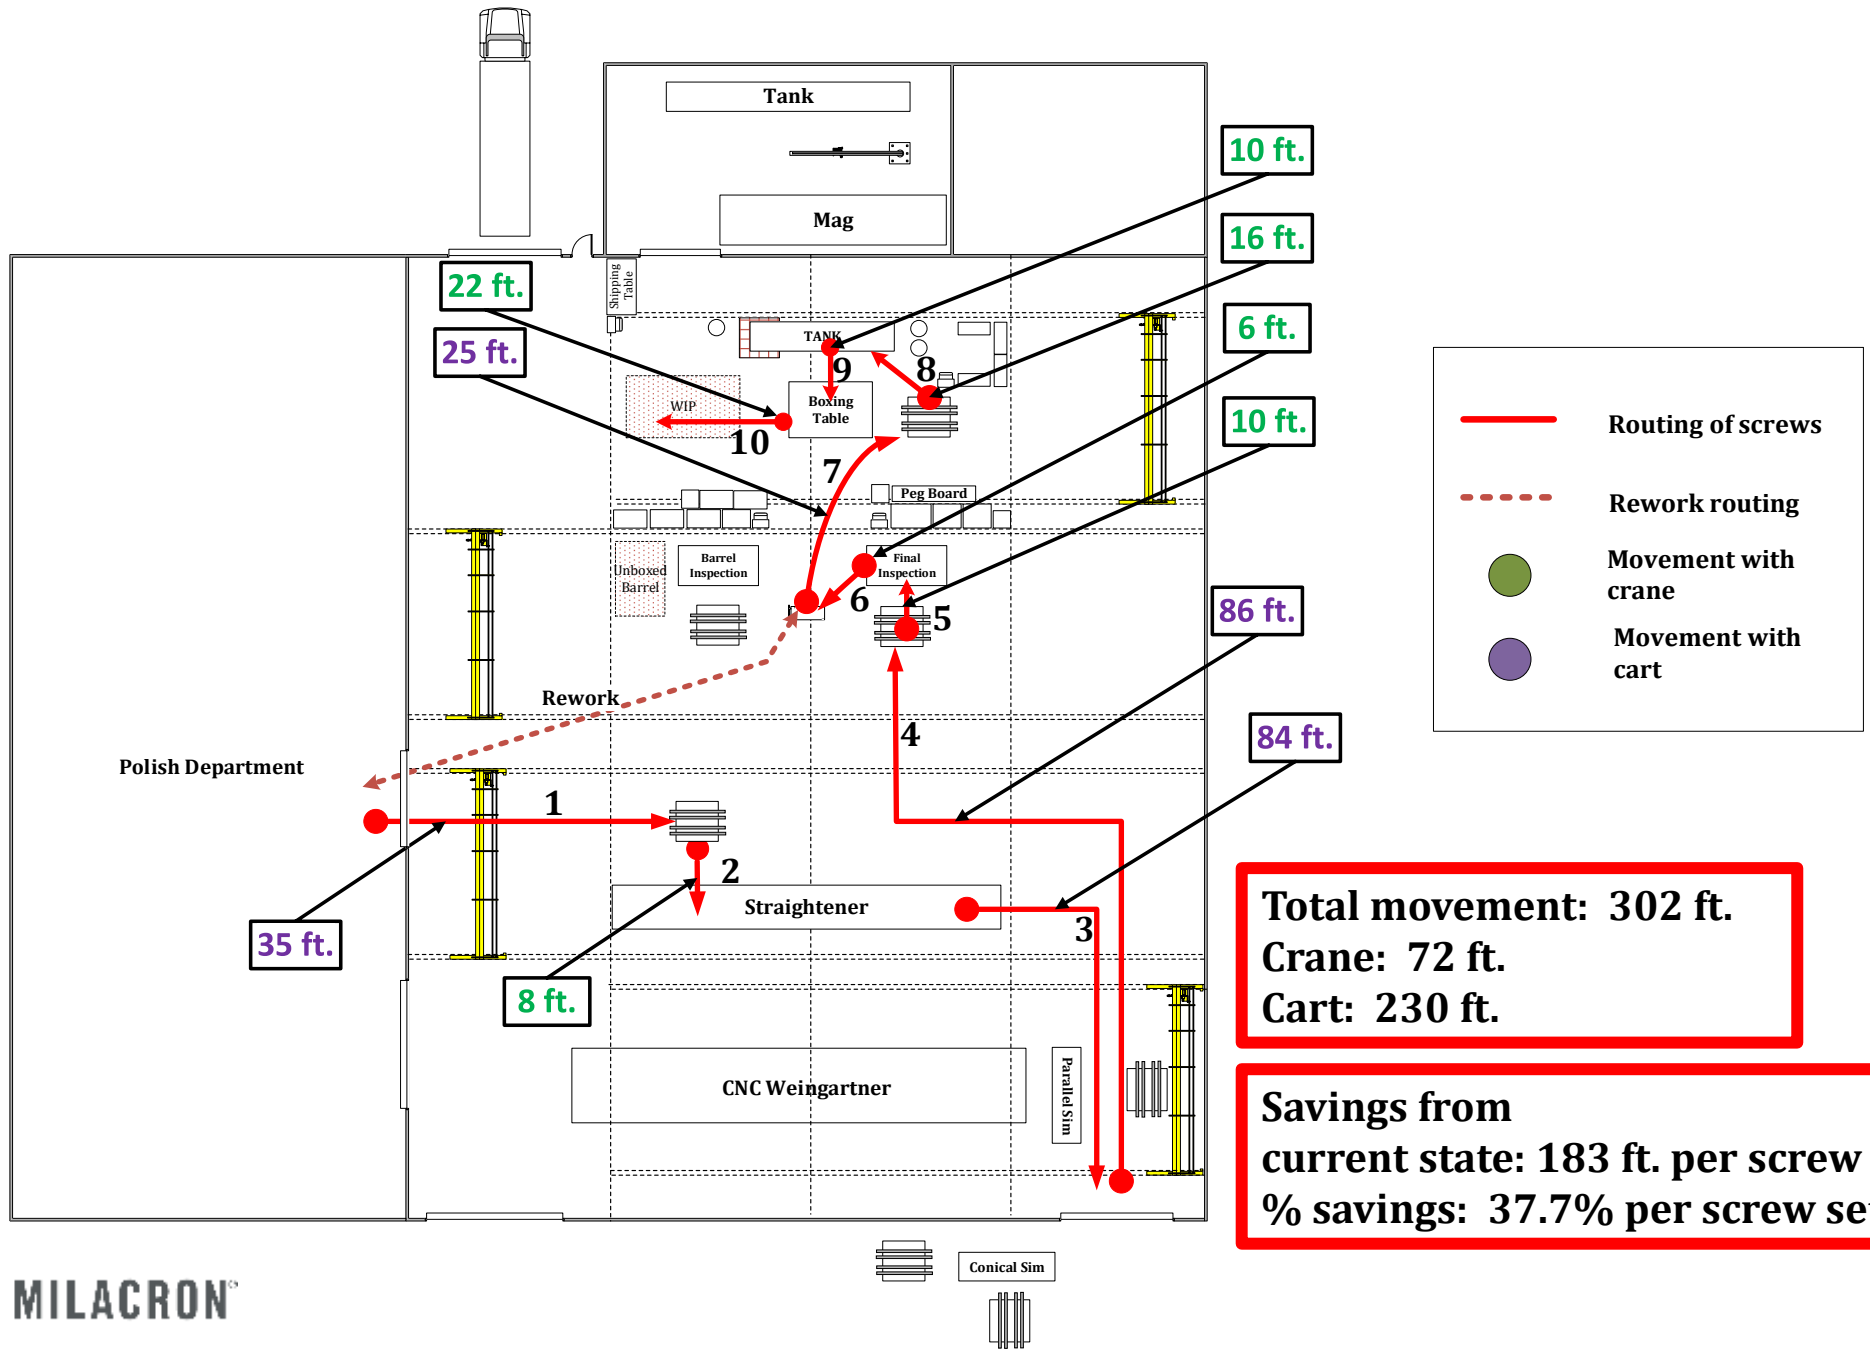 Tank
Mag
10 ft.
16 ft.
6 ft.
10 ft.
22 ft.
25 ft.
Shipping
Table
TANK
9
8
WIP
Boxing
Table
10
7
Peg Board
Routing of screws
Rework routing
Movement with
crane
Movement with
cart
Unboxed
Barrel
Barrel
Inspection
Final
Inspection
6
5
86 ft.
Rework
4
84 ft.
Polish Department
1
2
Straightener
3
35 ft.
8 ft.
Total movement: 302 ft.
Crane: 72 ft.
Cart: 230 ft.
CNC Weingartner
Parallel Sim
Savings from
current state: 183 ft. per screw
% savings: 37.7% per screw se
Conical Sim
MILACRON